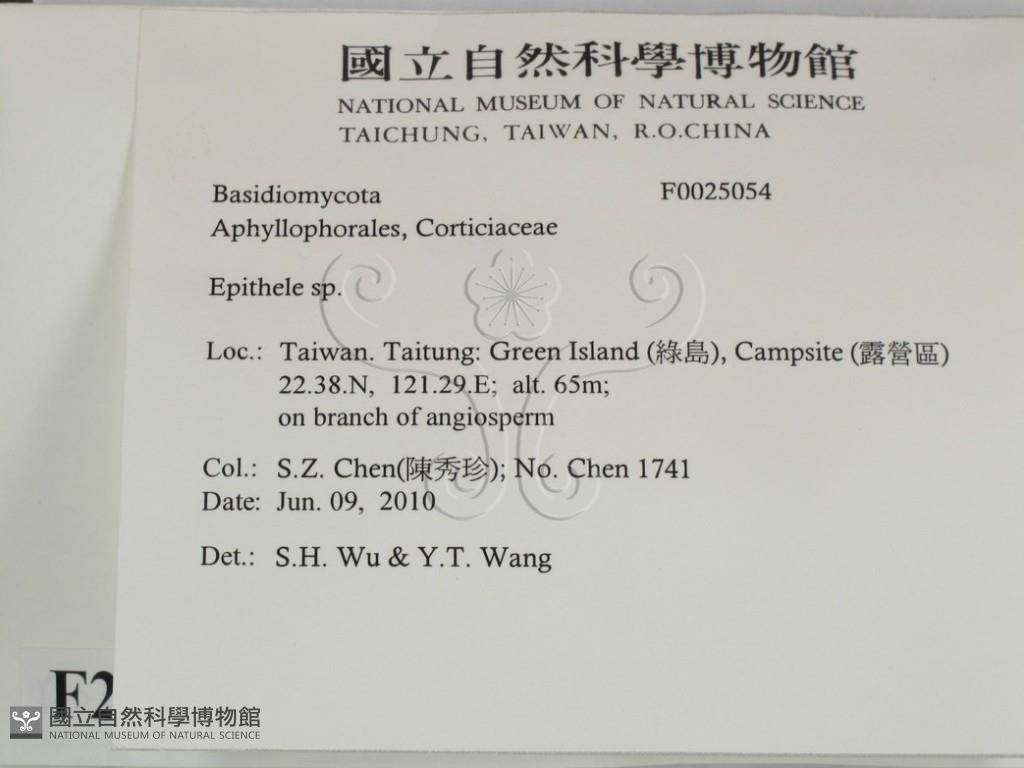 國立自然科學博物館
NATIONAL MUSEUM OF NATURAL SCIENCE
TAICHUNG, TAIWAN, R.O.CHINA
Basidiomycota F0025054
Aphyllophorales, Corticiaceae
Epithele sp.
Loc.: Taiwan. Taitung: Green Island (綠島), Campsite (露營區)
22.38.N, 121.29.E; alt. 65m;
on branch of angiosperm
Col.: S.Z. Chen(陳秀珍); No. Chen 1741
Date: Jun. 09, 2010
Det.: S.H. Wu & Y.T. Wang
F2
國立自然科學博物館
NATIONAL MUSEUM OF NATURAL SCIENCE